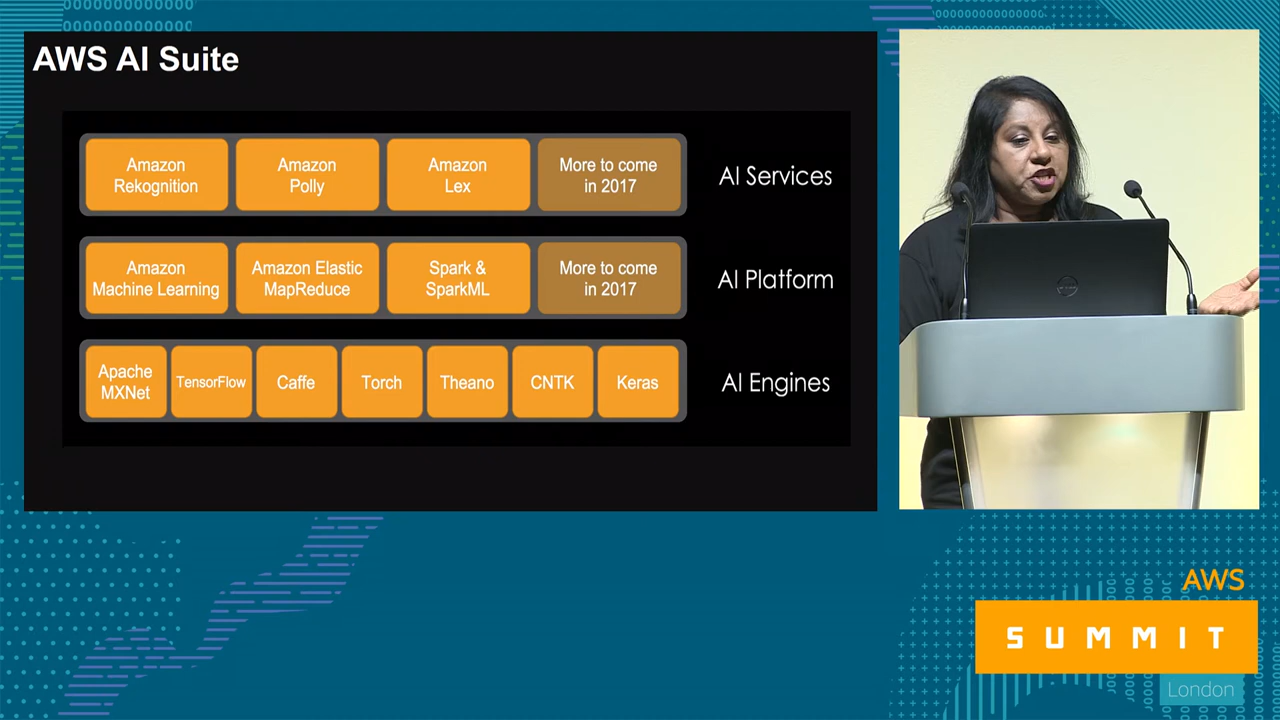 AWS AI Suite
Amazon
Rekognition
Amazon
Polly
Amazon
Lex
More to come
in 2017
AI Services
Amazon
Machine Learning
Amazon Elastic
MapReduce
Spark &
SparkML
More to come
in 2017
AI Platform
Apache
MXNet
TensorFlow
Caffe
Torch
Theano
CNTK
Keras
AI Engines
AWS
SUMMIT
London